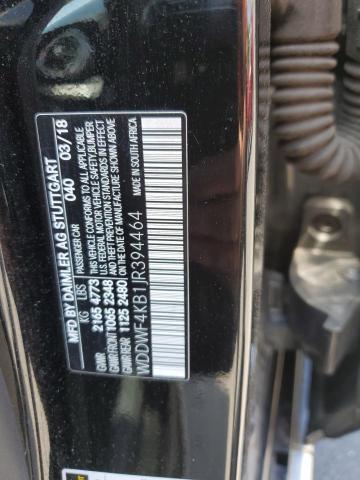 MFD BY DAIMLER AG STUTTGART
PASSENGER CAR 040 03/18
KG LBS
GVWR 2165 4773
GAWR FRONT 1065 2348
GAWR REAR 1125 2480
THIS VEHICLE CONFORMS TO ALL APPLICABLE
U.S. FEDERAL MOTOR VEHICLE SAFETY, BUMPER
AND THEFT PREVENTION STANDARDS IN EFFECT
ON THE DATE OF MANUFACTURE SHOWN ABOVE
WDDWF4KB1JR394464
MADE IN SOUTH AFRICA